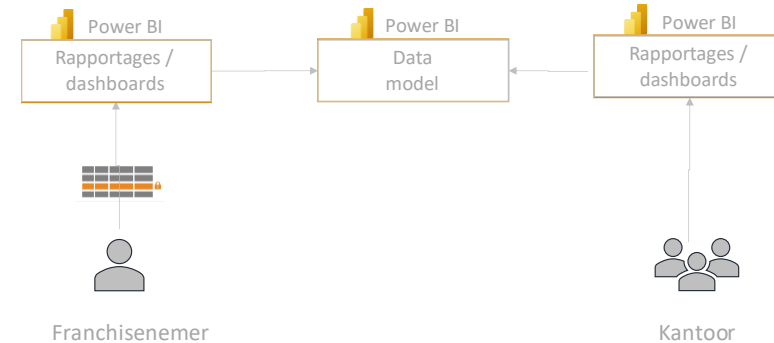 Power BI
Rapportages /
dashboards
Power BI
Data
model
Power BI
Rapportages /
dashboards
Franchisenemer
Kantoor